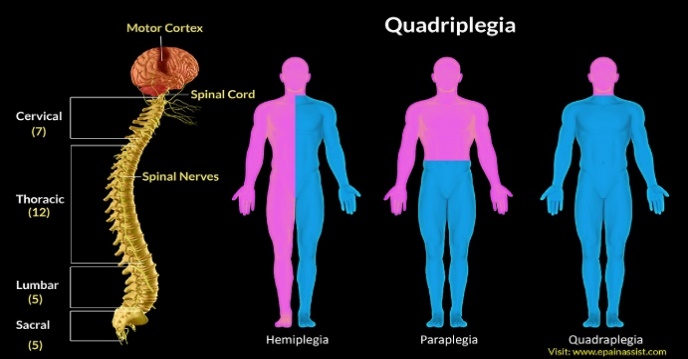 Quadriplegia
Motor Cortex
Spinal Cord
Cervical
(7)
Spinal Nerves
Thoracic
(12)
Lumbar
(5)
Sacral
(5)
Hemiplegia
Paraplegia
Quadraplegia
Visit: www.epainassist.com